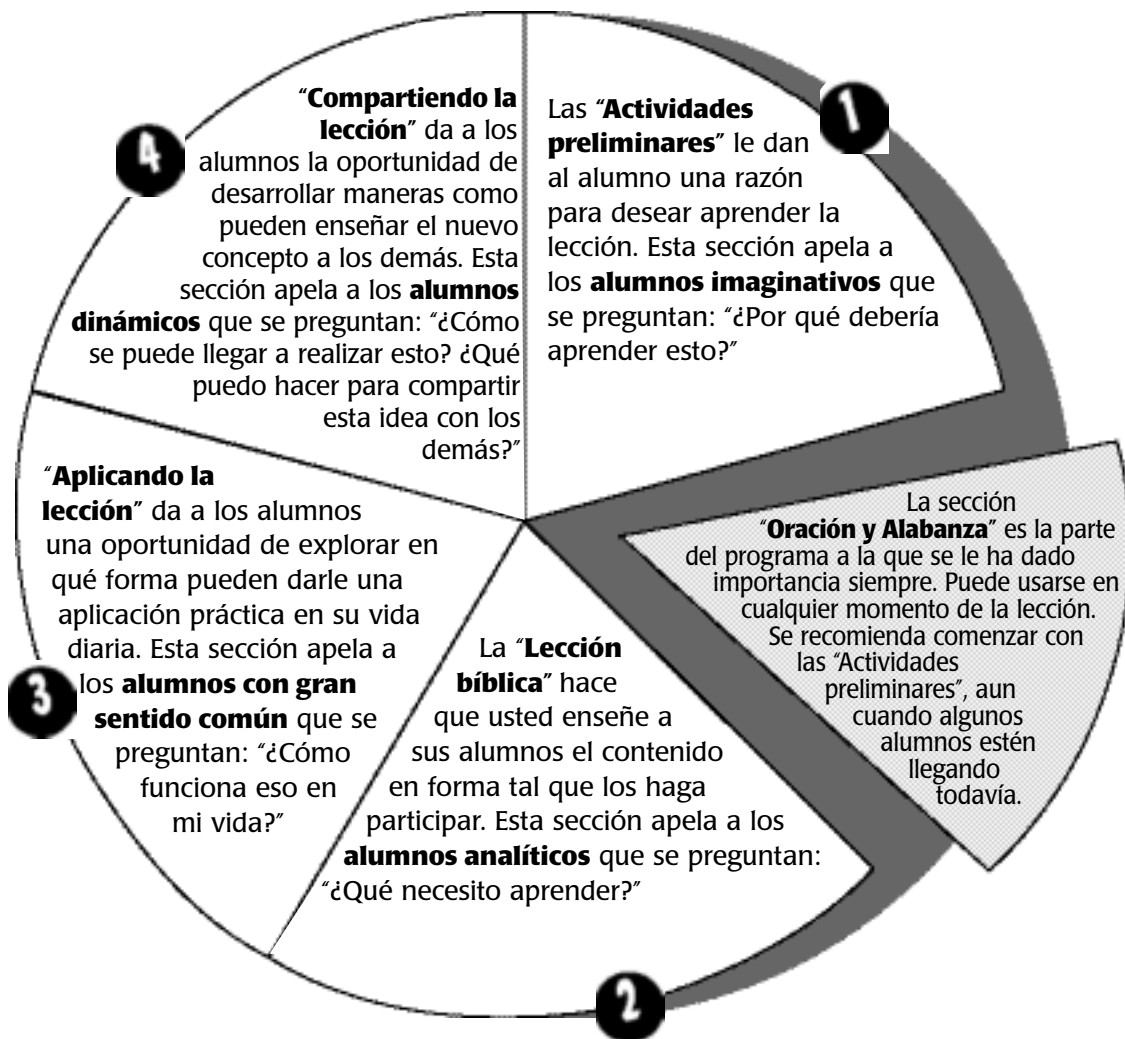 1
Las “Actividades
preliminares” le dan
al alumno una razón
para desear aprender la
lección. Esta sección apela a
los alumnos imaginativos que
se preguntan: “¿Por qué debería
aprender esto?”
La sección
“Oración y Alabanza” es la parte
del programa a la que se le ha dado
importancia siempre. Puede usarse en
cualquier momento de la lección.
Se recomienda comenzar con
las “Actividades
preliminares”, aun
cuando algunos
alumnos estén
llegando
todavía.
2
La “Lección
bíblica” hace
que usted enseñe a
sus alumnos el contenido
en forma tal que los haga
participar. Esta sección apela a los
alumnos analíticos que se preguntan:
“¿Qué necesito aprender?”
3
“Aplicando la
lección” da a los alumnos
una oportunidad de explorar en
qué forma pueden darle una
aplicación práctica en su vida
diaria. Esta sección apela a
los alumnos con gran
sentido común que se
preguntan: “¿Cómo
funciona eso en
mi vida?”
4
“Compartiendo la
lección” da a los
alumnos la oportunidad de
desarrollar maneras como
pueden enseñar el nuevo
concepto a los demás. Esta
sección apela a los alumnos
dinámicos que se preguntan: “¿Cómo
se puede llegar a realizar esto? ¿Qué
puedo hacer para compartir
esta idea con los
demás?”